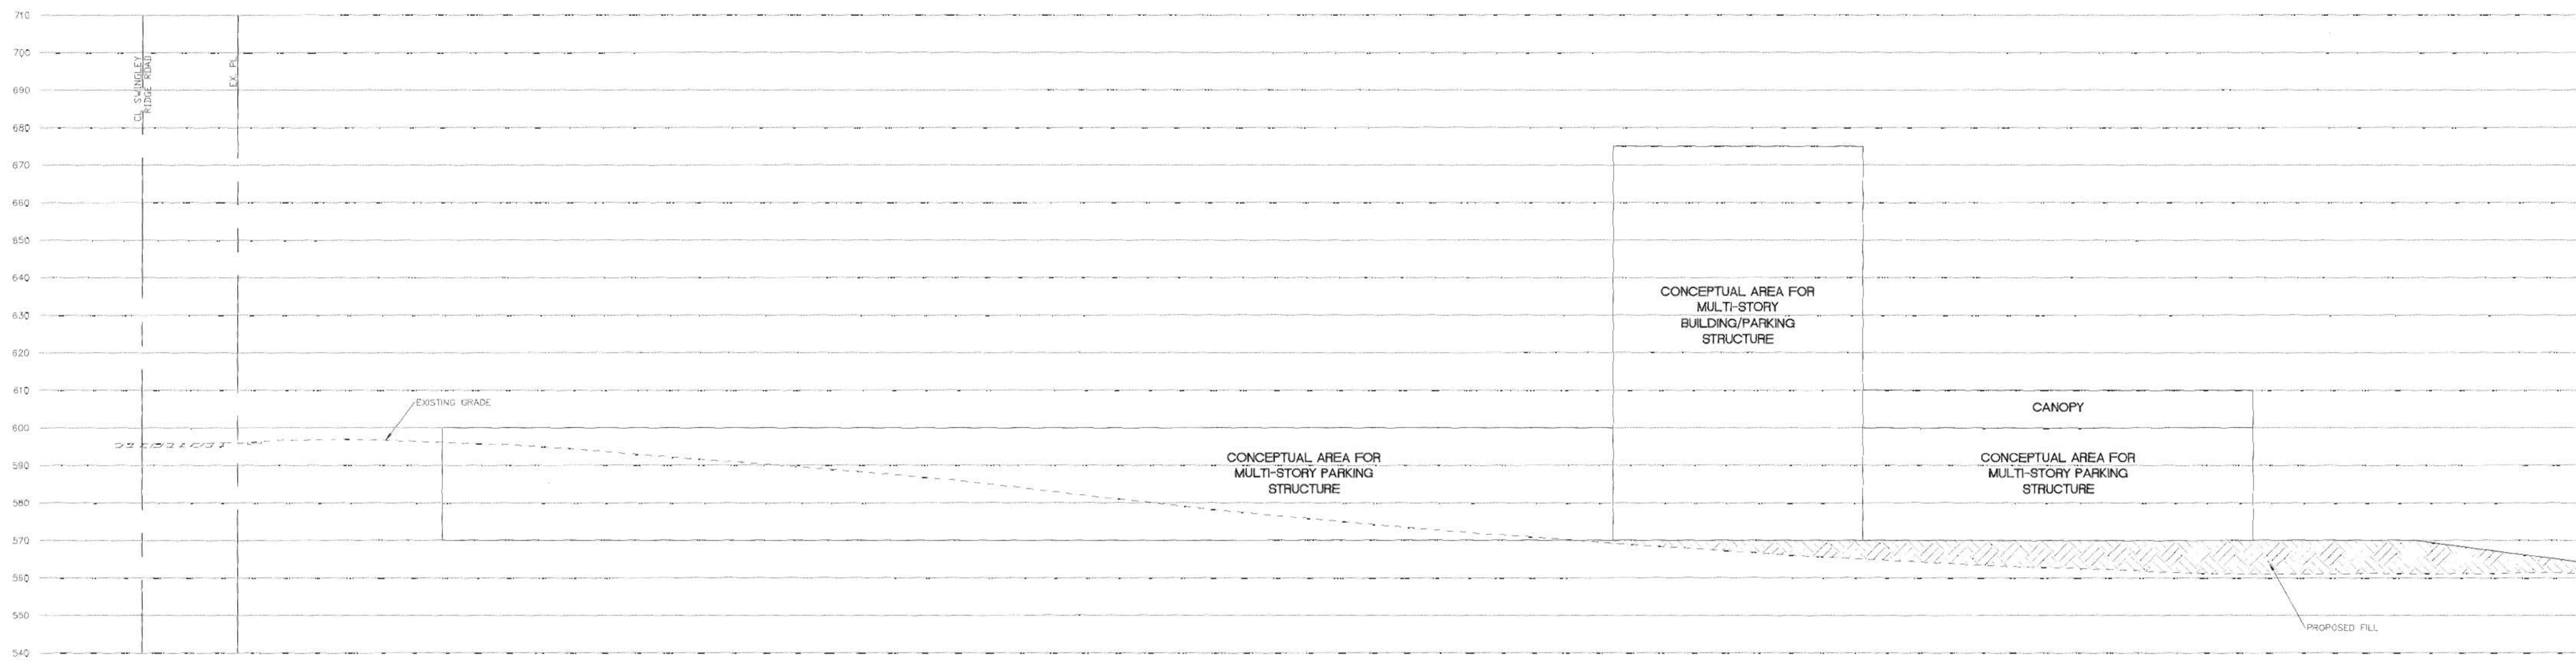 710
700
690
680
670
660
650
640
630
620
610
600
590
580
570
560
550
540
CL SWINGLEY
RIDGE ROAD
EX. PL
EXISTING GRADE
CONCEPTUAL AREA FOR
MULTI-STORY PARKING
STRUCTURE
CONCEPTUAL AREA FOR
MULTI-STORY
BUILDING/PARKING
STRUCTURE
CANOPY
CONCEPTUAL AREA FOR
MULTI-STORY PARKING
STRUCTURE
PROPOSED FILL